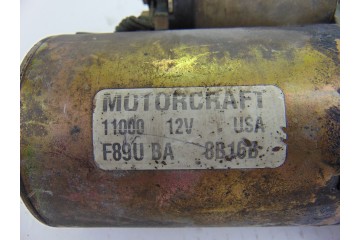 MOTORCRAFT
11000 12V USA
F89U BA 8B16B